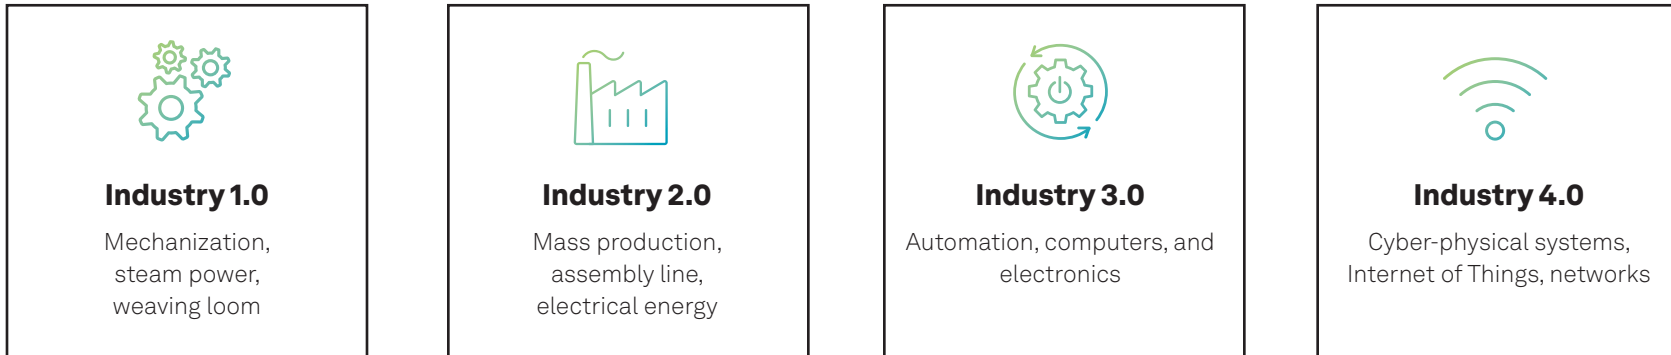 Industry 1.0
Mechanization,
steam power,
weaving loom
Industry 2.0
Mass production,
assembly line,
electrical energy
Industry 3.0
Automation, computers, and
electronics
Industry 4.0
Cyber-physical systems,
Internet of Things, networks